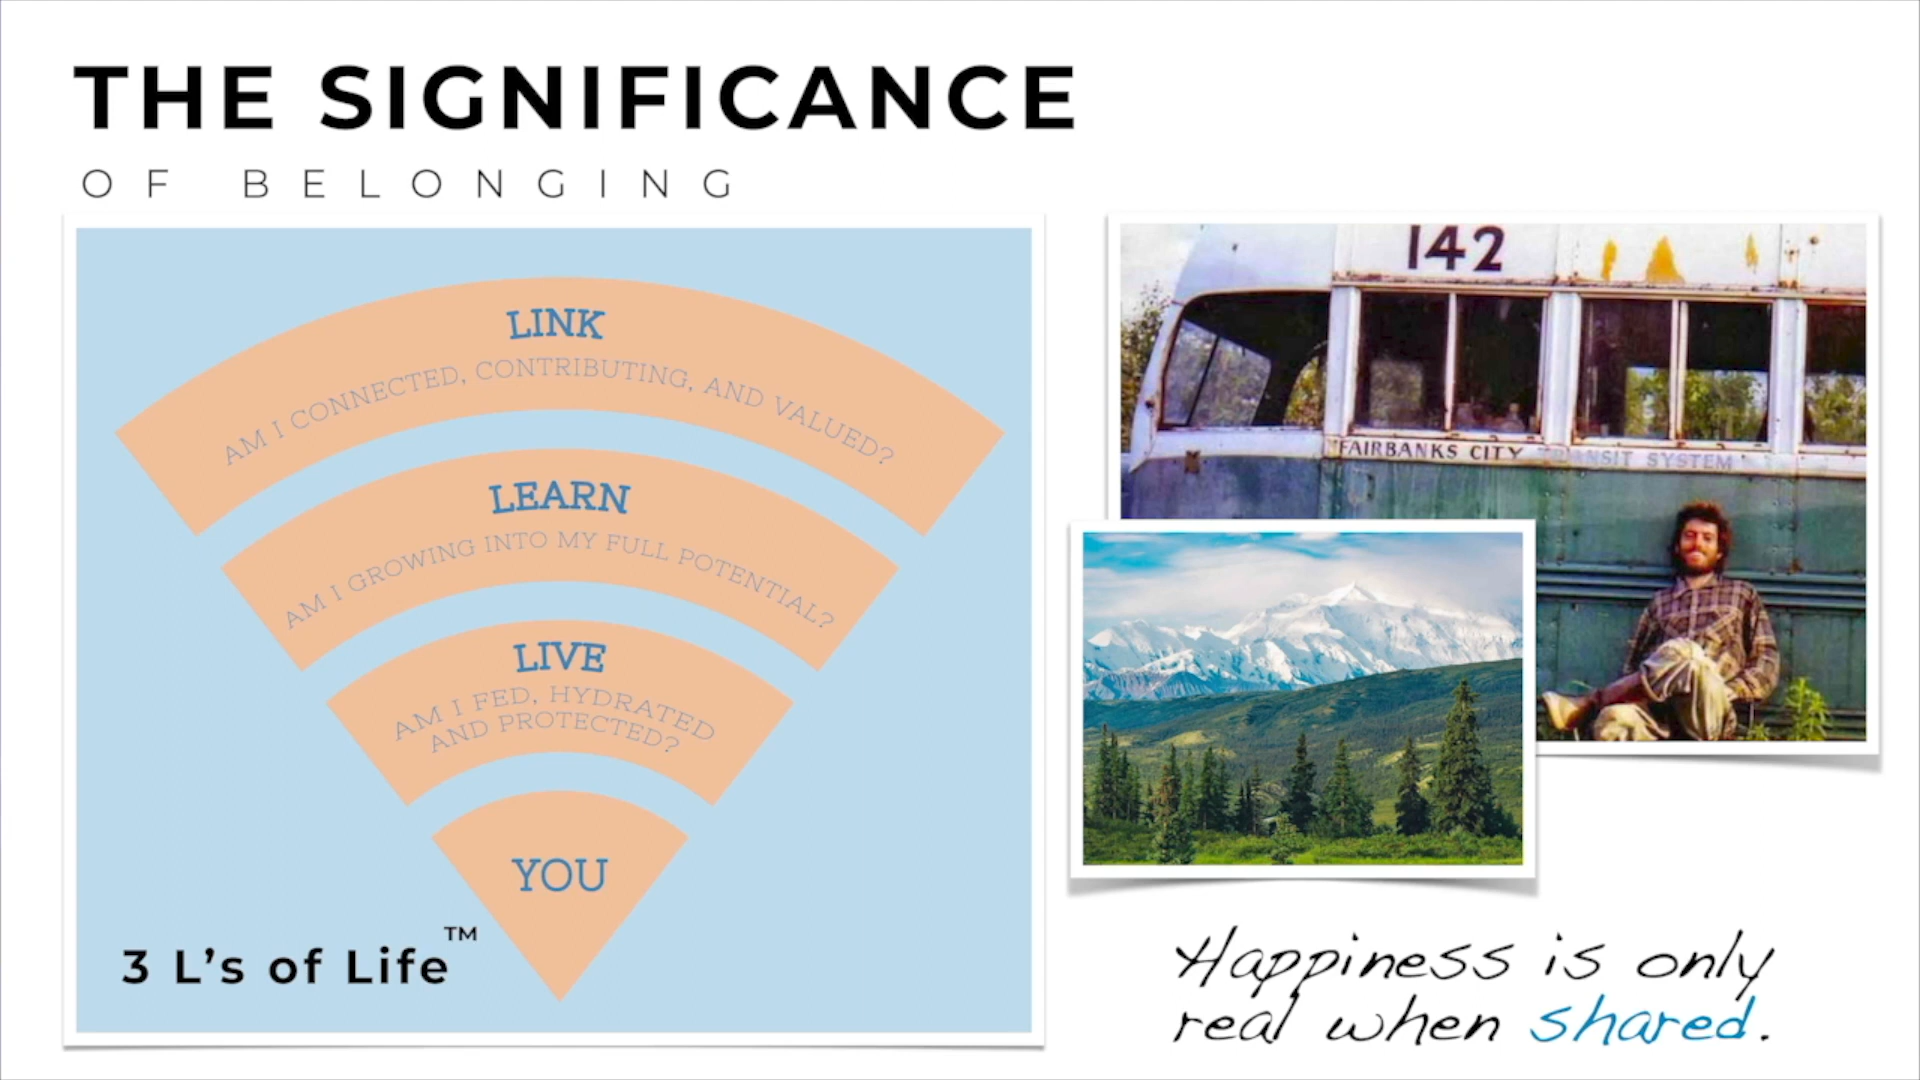 THE SIGNIFICANCE
OF BELONGING
LINK
AM I CONNECTED, CONTRIBUTING, AND VALUED?
LEARN
AM I GROWING INTO MY FULL POTENTIAL?
LIVE
AM I FED, HYDRATED
AND PROTECTED?
YOU
3 L's of Life™
142
FAIRBANKS CITY TRANSIT SYSTEM
Happiness is only
real when shared.